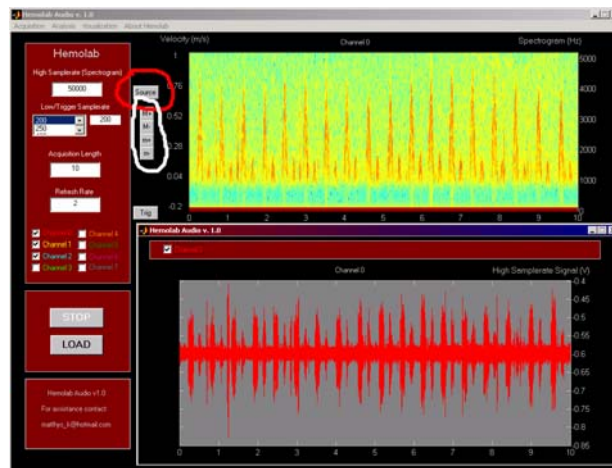 Hemolab Audio v. 1.0
Acquisition Analysis Visualisation About Hemolab
Hemolab
High Samplerate (Spectrogram)
50000
Low/Trigger Samplerate
200
250
200
Acquisition Length
10
Refresh Rate
2
Channel 4
Channel 1
Channel 2
Channel 3
Channel 7
STOP
LOAD
Hemolab Audio v1.0
For assistance contact:
matthys_k@hotmail.com
Source
M+
M-
m+
m-
Trig
Velocity (m/s)
Channel 0
Spectrogram (Hz)
1
0.76
0.52
0.28
0.04
-0.2
5000
4000
3000
2000
1000
0
0 1 2 3 4 5 6 7 8 9 10
Hemolab Audio v. 1.0
Channel 0
High Samplerate Signal (V)
-0.4
-0.45
-0.5
-0.55
-0.6
-0.65
-0.7
-0.75
-0.8
-0.85
0 1 2 3 4 5 6 7 8 9 10